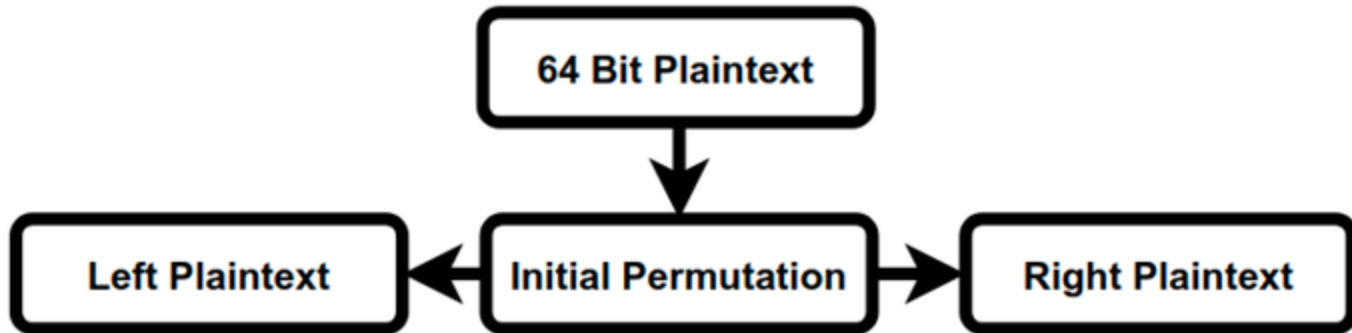 64 Bit Plaintext
Left Plaintext
Initial Permutation
Right Plaintext